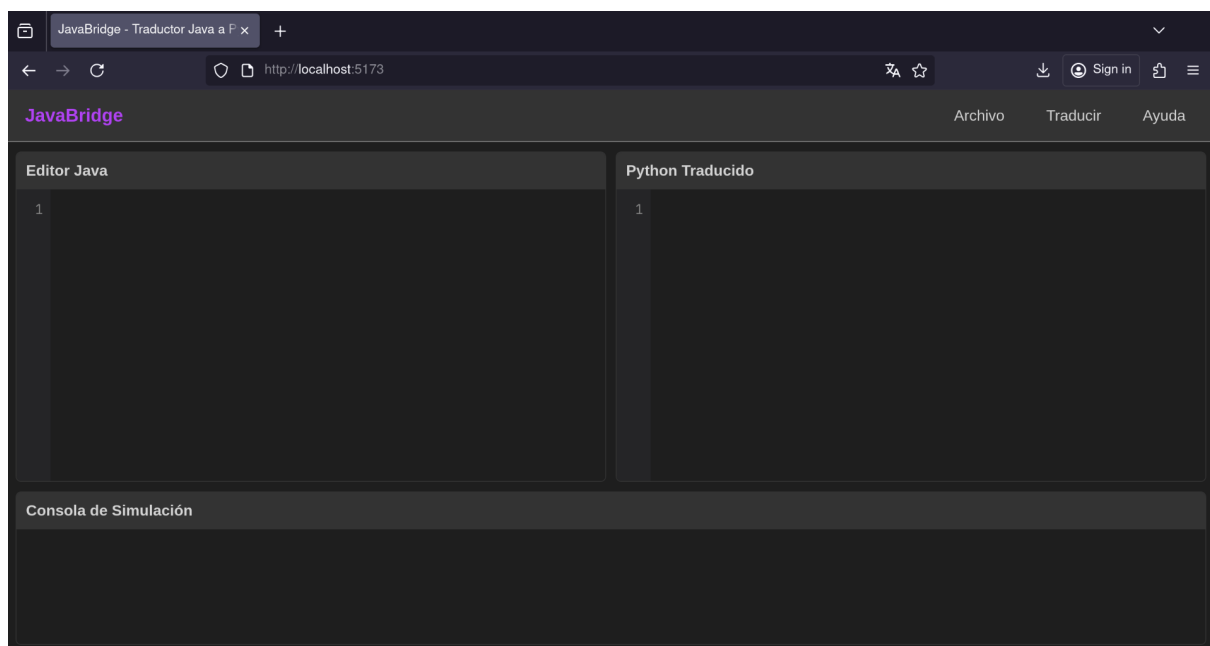 JavaBridge - Traductor Java a P
http://localhost:5173
Sign in
JavaBridge
Archivo Traducir Ayuda
Editor Java
Python Traducido
1
1
Consola de Simulación